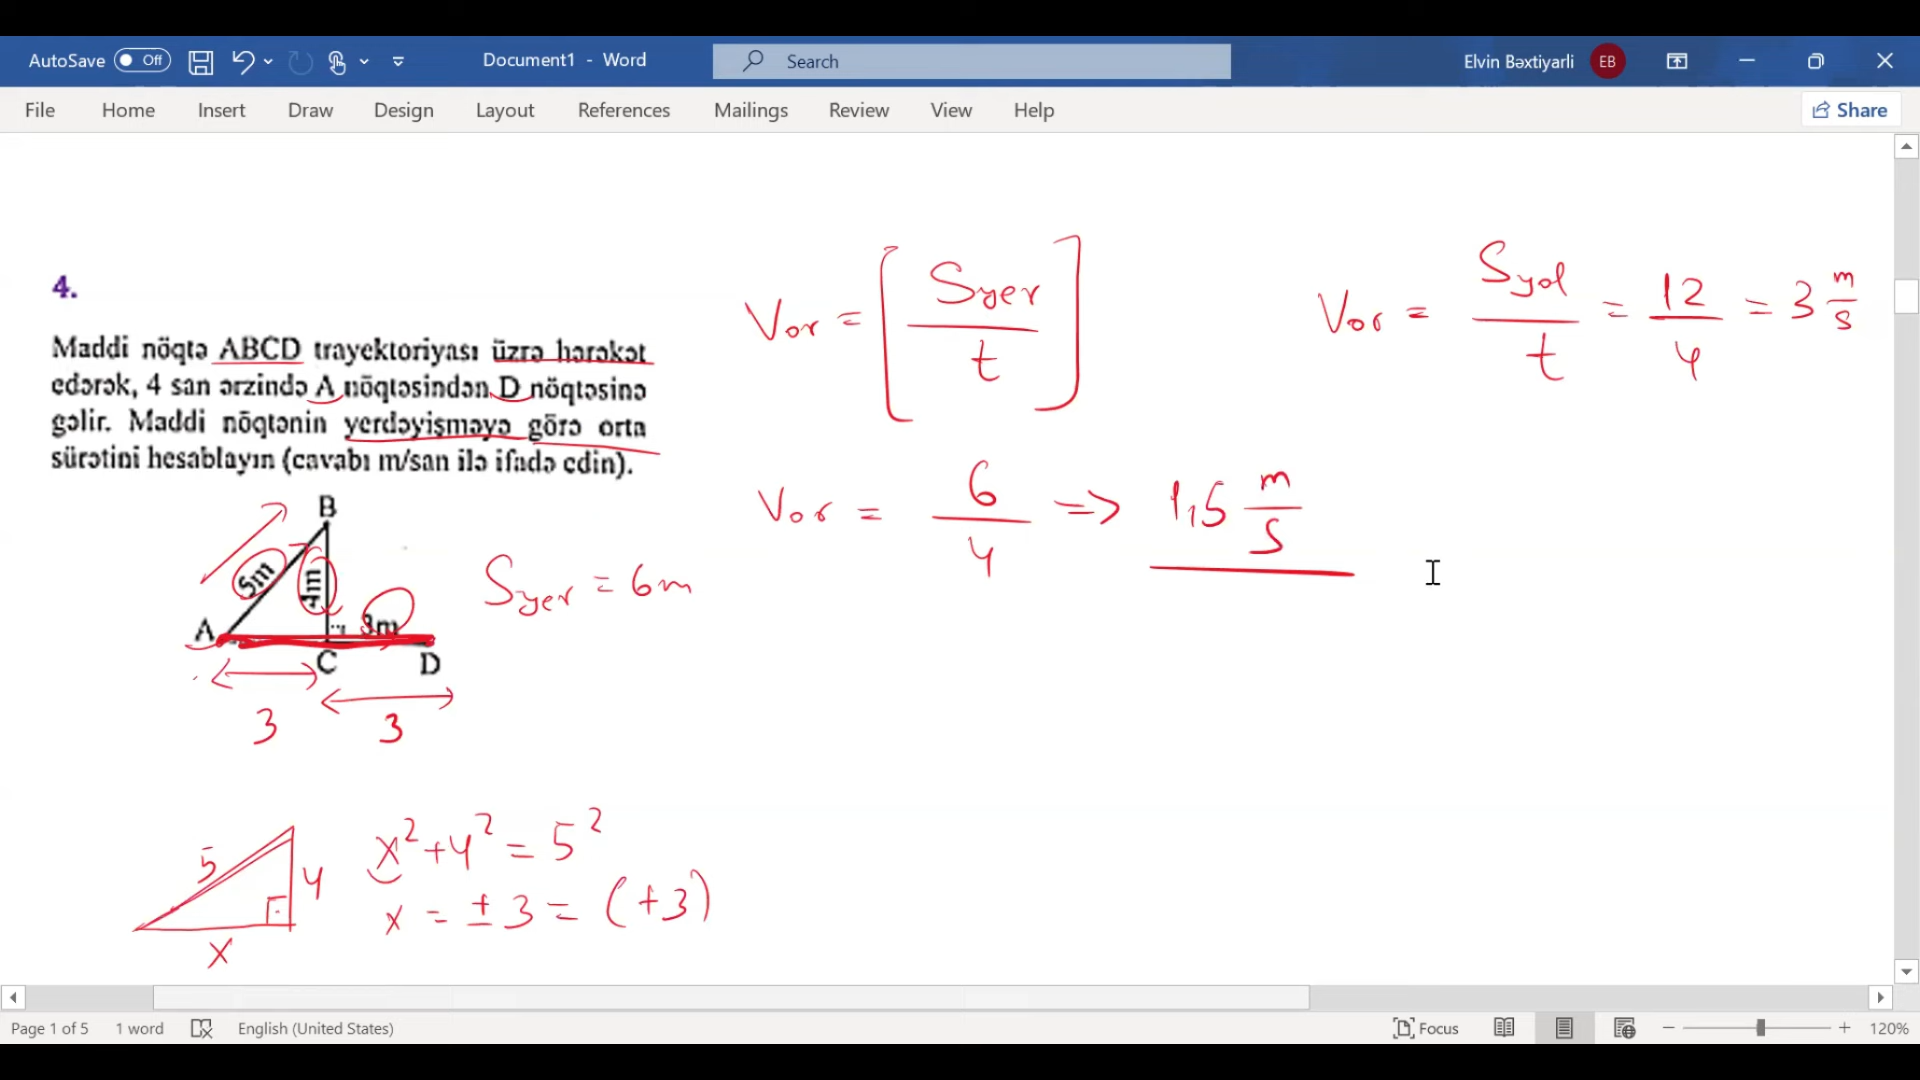 AutoSave Off Document1 - Word Search Elvin Bəxtiyarli EB
File Home Insert Draw Design Layout References Mailings Review View Help Share
4.
Maddi nöqtə ABCD trayektoriyası üzrə hərəkət
edərək, 4 san ərzində A nöqtəsindən D nöqtəsinə
gəlir. Maddi nöqtənin yerdəyişməyə görə orta
sürətini hesablayın (cavabı m/san ilə ifadə edin).
B
5m 4m 3m
A C D
3 3
Syer = 6m
Vor = [Syer / t]
Vor = 6/4 => 1,5 m/s
Vor = Syol / t = 12/4 = 3 m/s
5 4 x
x² + 4² = 5²
x = ± 3 = (+3)
Page 1 of 5 1 word English (United States) Focus 120%